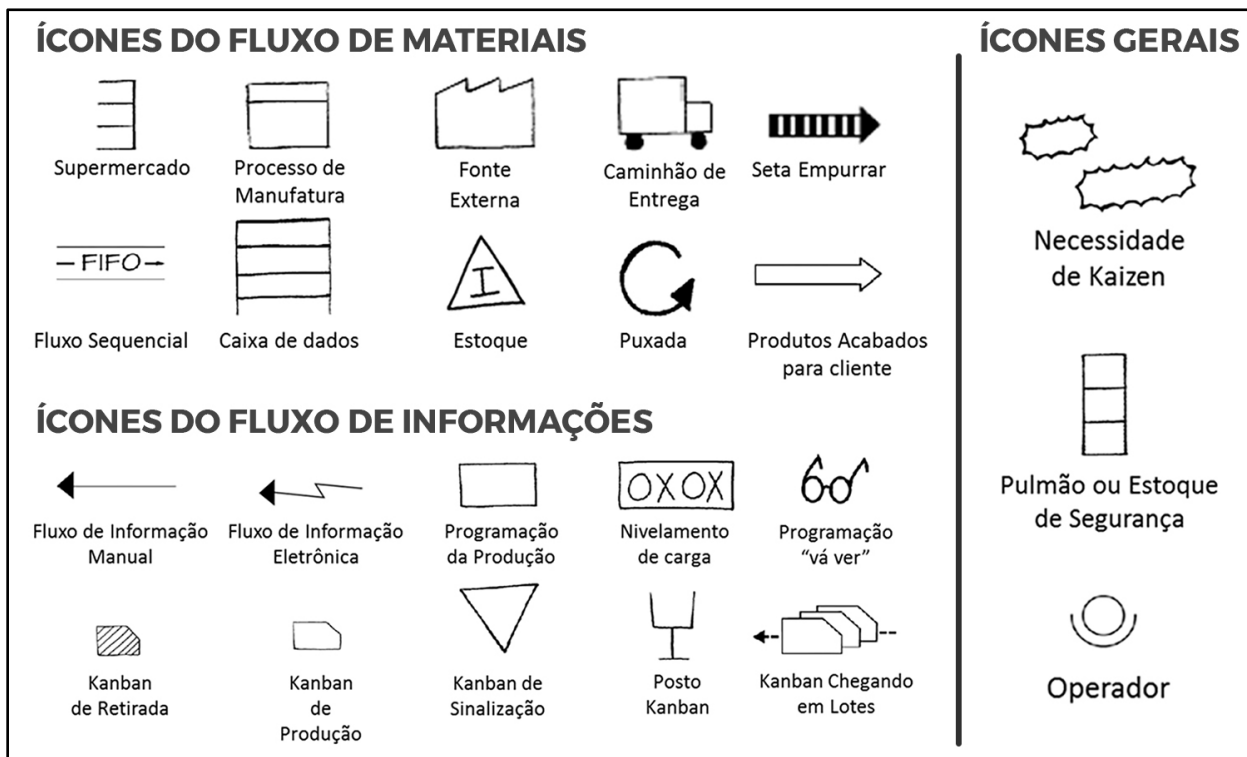 ÍCONES DO FLUXO DE MATERIAIS
Supermercado
Processo de
Manufatura
Fonte
Externa
Caminhão de
Entrega
Seta Empurrar
– FIFO →
Fluxo Sequencial
Caixa de dados
I
Estoque
Puxada
Produtos Acabados
para cliente
ÍCONES DO FLUXO DE INFORMAÇÕES
Fluxo de Informação
Manual
Fluxo de Informação
Eletrônica
Programação
da Produção
OXOX
Nivelamento
de carga
Programação
“vá ver”
Kanban
de Retirada
Kanban
de
Produção
Kanban de
Sinalização
Posto
Kanban
Kanban Chegando
em Lotes
ÍCONES GERAIS
Necessidade
de Kaizen
Pulmão ou Estoque
de Segurança
Operador